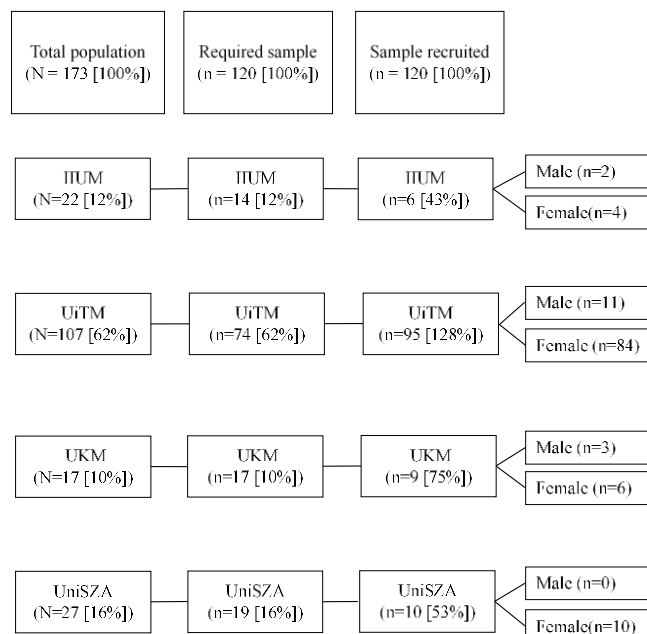 Total population
(N = 173 [100%])
Required sample
(n = 120 [100%])
Sample recruited
(n = 120 [100%])
IIUM
(N=22 [12%])
IIUM
(n=14 [12%])
IIUM
(n=6 [43%])
Male (n=2)
Female(n=4)
UiTM
(N=107 [62%])
UiTM
(n=74 [62%])
UiTM
(n=95 [128%])
Male (n=11)
Female (n=84)
UKM
(N=17 [10%])
UKM
(n=17 [10%])
UKM
(n=9 [75%])
Male (n=3)
Female (n=6)
UniSZA
(N=27 [16%])
UniSZA
(n=19 [16%])
UniSZA
(n=10 [53%])
Male (n=0)
Female(n=10)